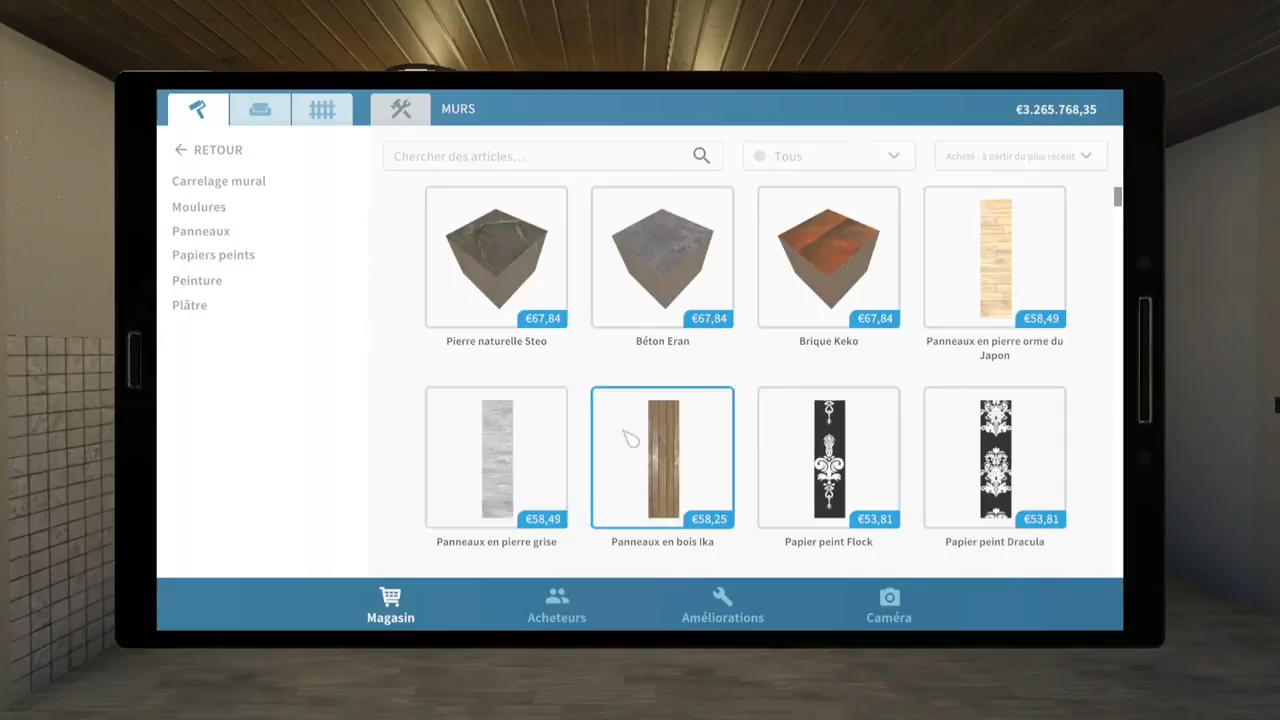 MURS
€3.265.768,35
RETOUR
Chercher des articles...
Tous
Acheté : à partir du plus récent
Carrelage mural
Moulures
Panneaux
Papiers peints
Peinture
Plâtre
€67,84
€67,84
€67,84
€58,49
Pierre naturelle Steo
Béton Eran
Brique Keko
Panneaux en pierre orme du
Japon
€58,49
€58,25
€53,81
€53,81
Panneaux en pierre grise
Panneaux en bois Ika
Papier peint Flock
Papier peint Dracula
Magasin
Acheteurs
Améliorations
Caméra